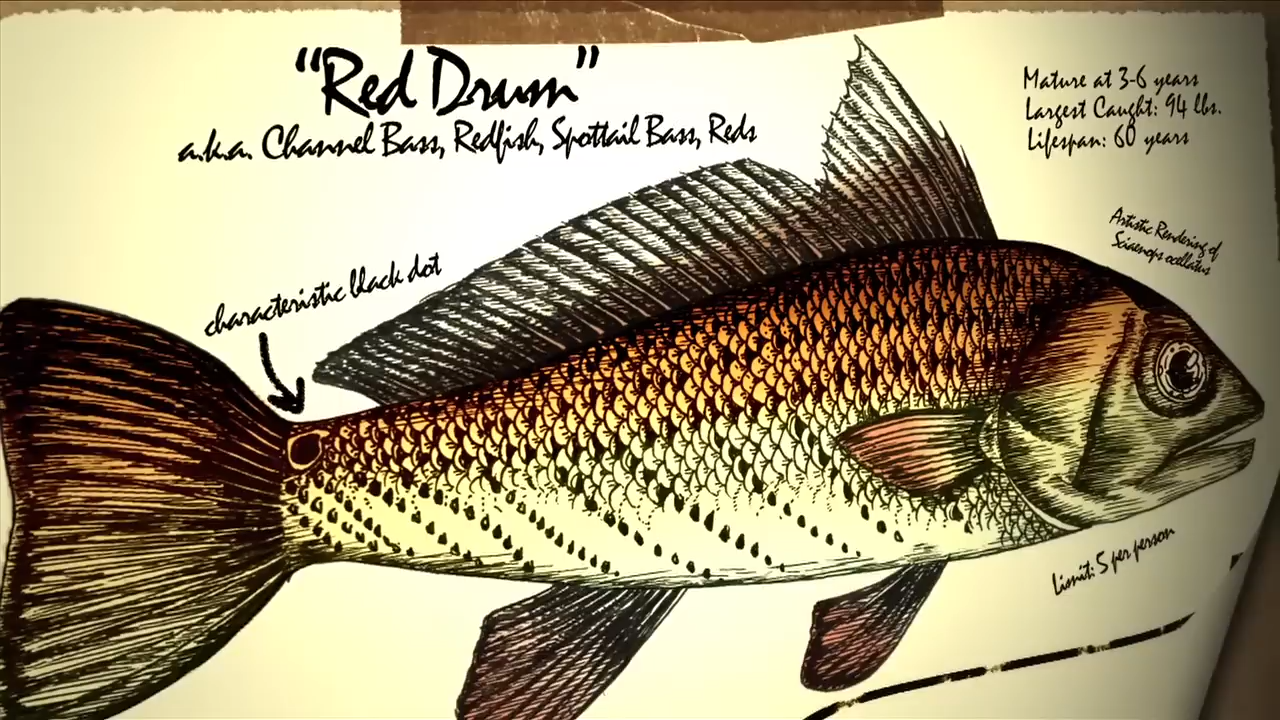 “Red Drum”
a.k.a. Channel Bass, Redfish, Spottail Bass, Reds
Mature at 3-6 years
Largest Caught: 94 lbs.
Lifespan: 60 years
Artistic Rendering of
Sciaenops ocellatus
characteristic black dot
Limit: 5 per person